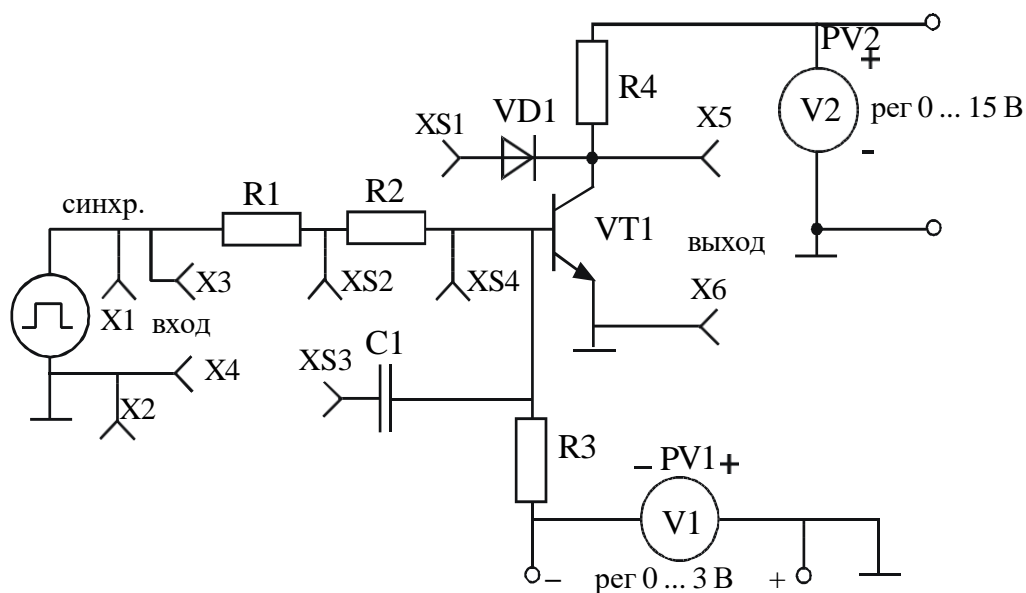 PV2
+
R4
V2
рег 0 ... 15 В
-
VD1
XS1
X5
R1
R2
синхр.
VT1
выход
X3
XS2
XS4
X6
X1
вход
X4
X2
XS3
C1
R3
- PV1 +
V1
– рег 0 ... 3 В +